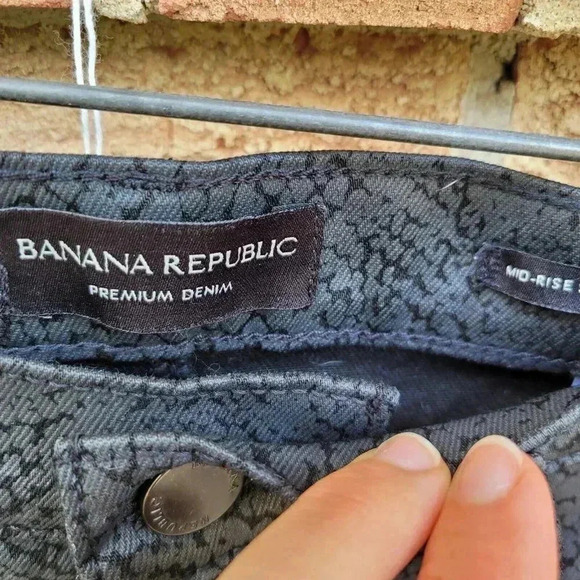 BANANA REPUBLIC
PREMIUM DENIM
MID-RISE